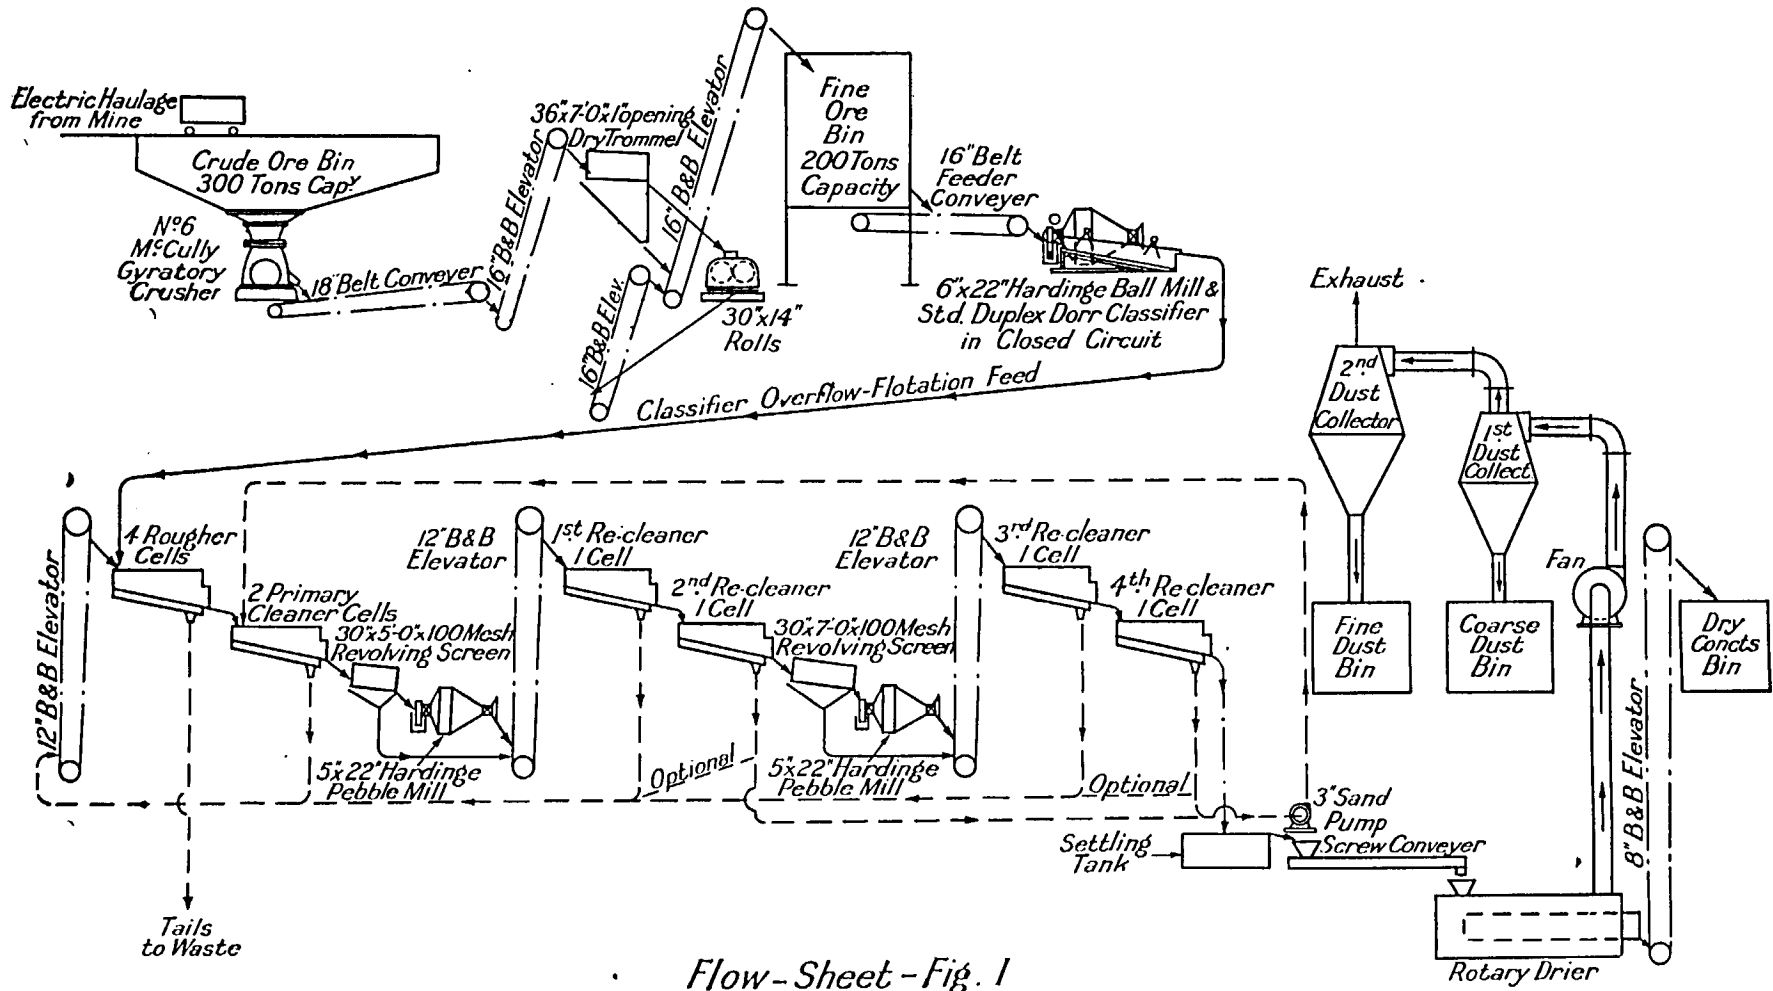 Electric Haulage
from Mine
Crude Ore Bin
300 Tons Cap.y
No6
McCully
Gyratory
Crusher
18" Belt Conveyer
16" B&B Elevator
36"x7'-0"x1"opening
Dry Trommel
16" B&B Elevator
16" B&B Elev.
30"x14"
Rolls
Fine
Ore
Bin
200 Tons
Capacity
16" Belt
Feeder
Conveyer
6"x22" Hardinge Ball Mill &
Std. Duplex Dorr Classifier
in Closed Circuit
Classifier Overflow-Flotation Feed
Exhaust
2nd
Dust
Collector
1st
Dust
Collect.
Fan
Fine
Dust
Bin
Coarse
Dust
Bin
Dry
Concts
Bin
8" B&B Elevator
12" B&B Elevator
4 Rougher
Cells
2 Primary
Cleaner Cells
30"x5'-0"x100 Mesh
Revolving Screen
5"x22" Hardinge
Pebble Mill
12" B&B
Elevator
1st Re-cleaner
1 Cell
2nd Re-cleaner
1 Cell
30"x7'-0"x100 Mesh
Revolving Screen
5"x22" Hardinge
Pebble Mill
12" B&B
Elevator
3rd Re-cleaner
1 Cell
4th Re-cleaner
1 Cell
Optional
Optional
3" Sand
Pump
Screw Conveyer
Settling
Tank
Tails
to Waste
Rotary Drier
Flow-Sheet-Fig. 1